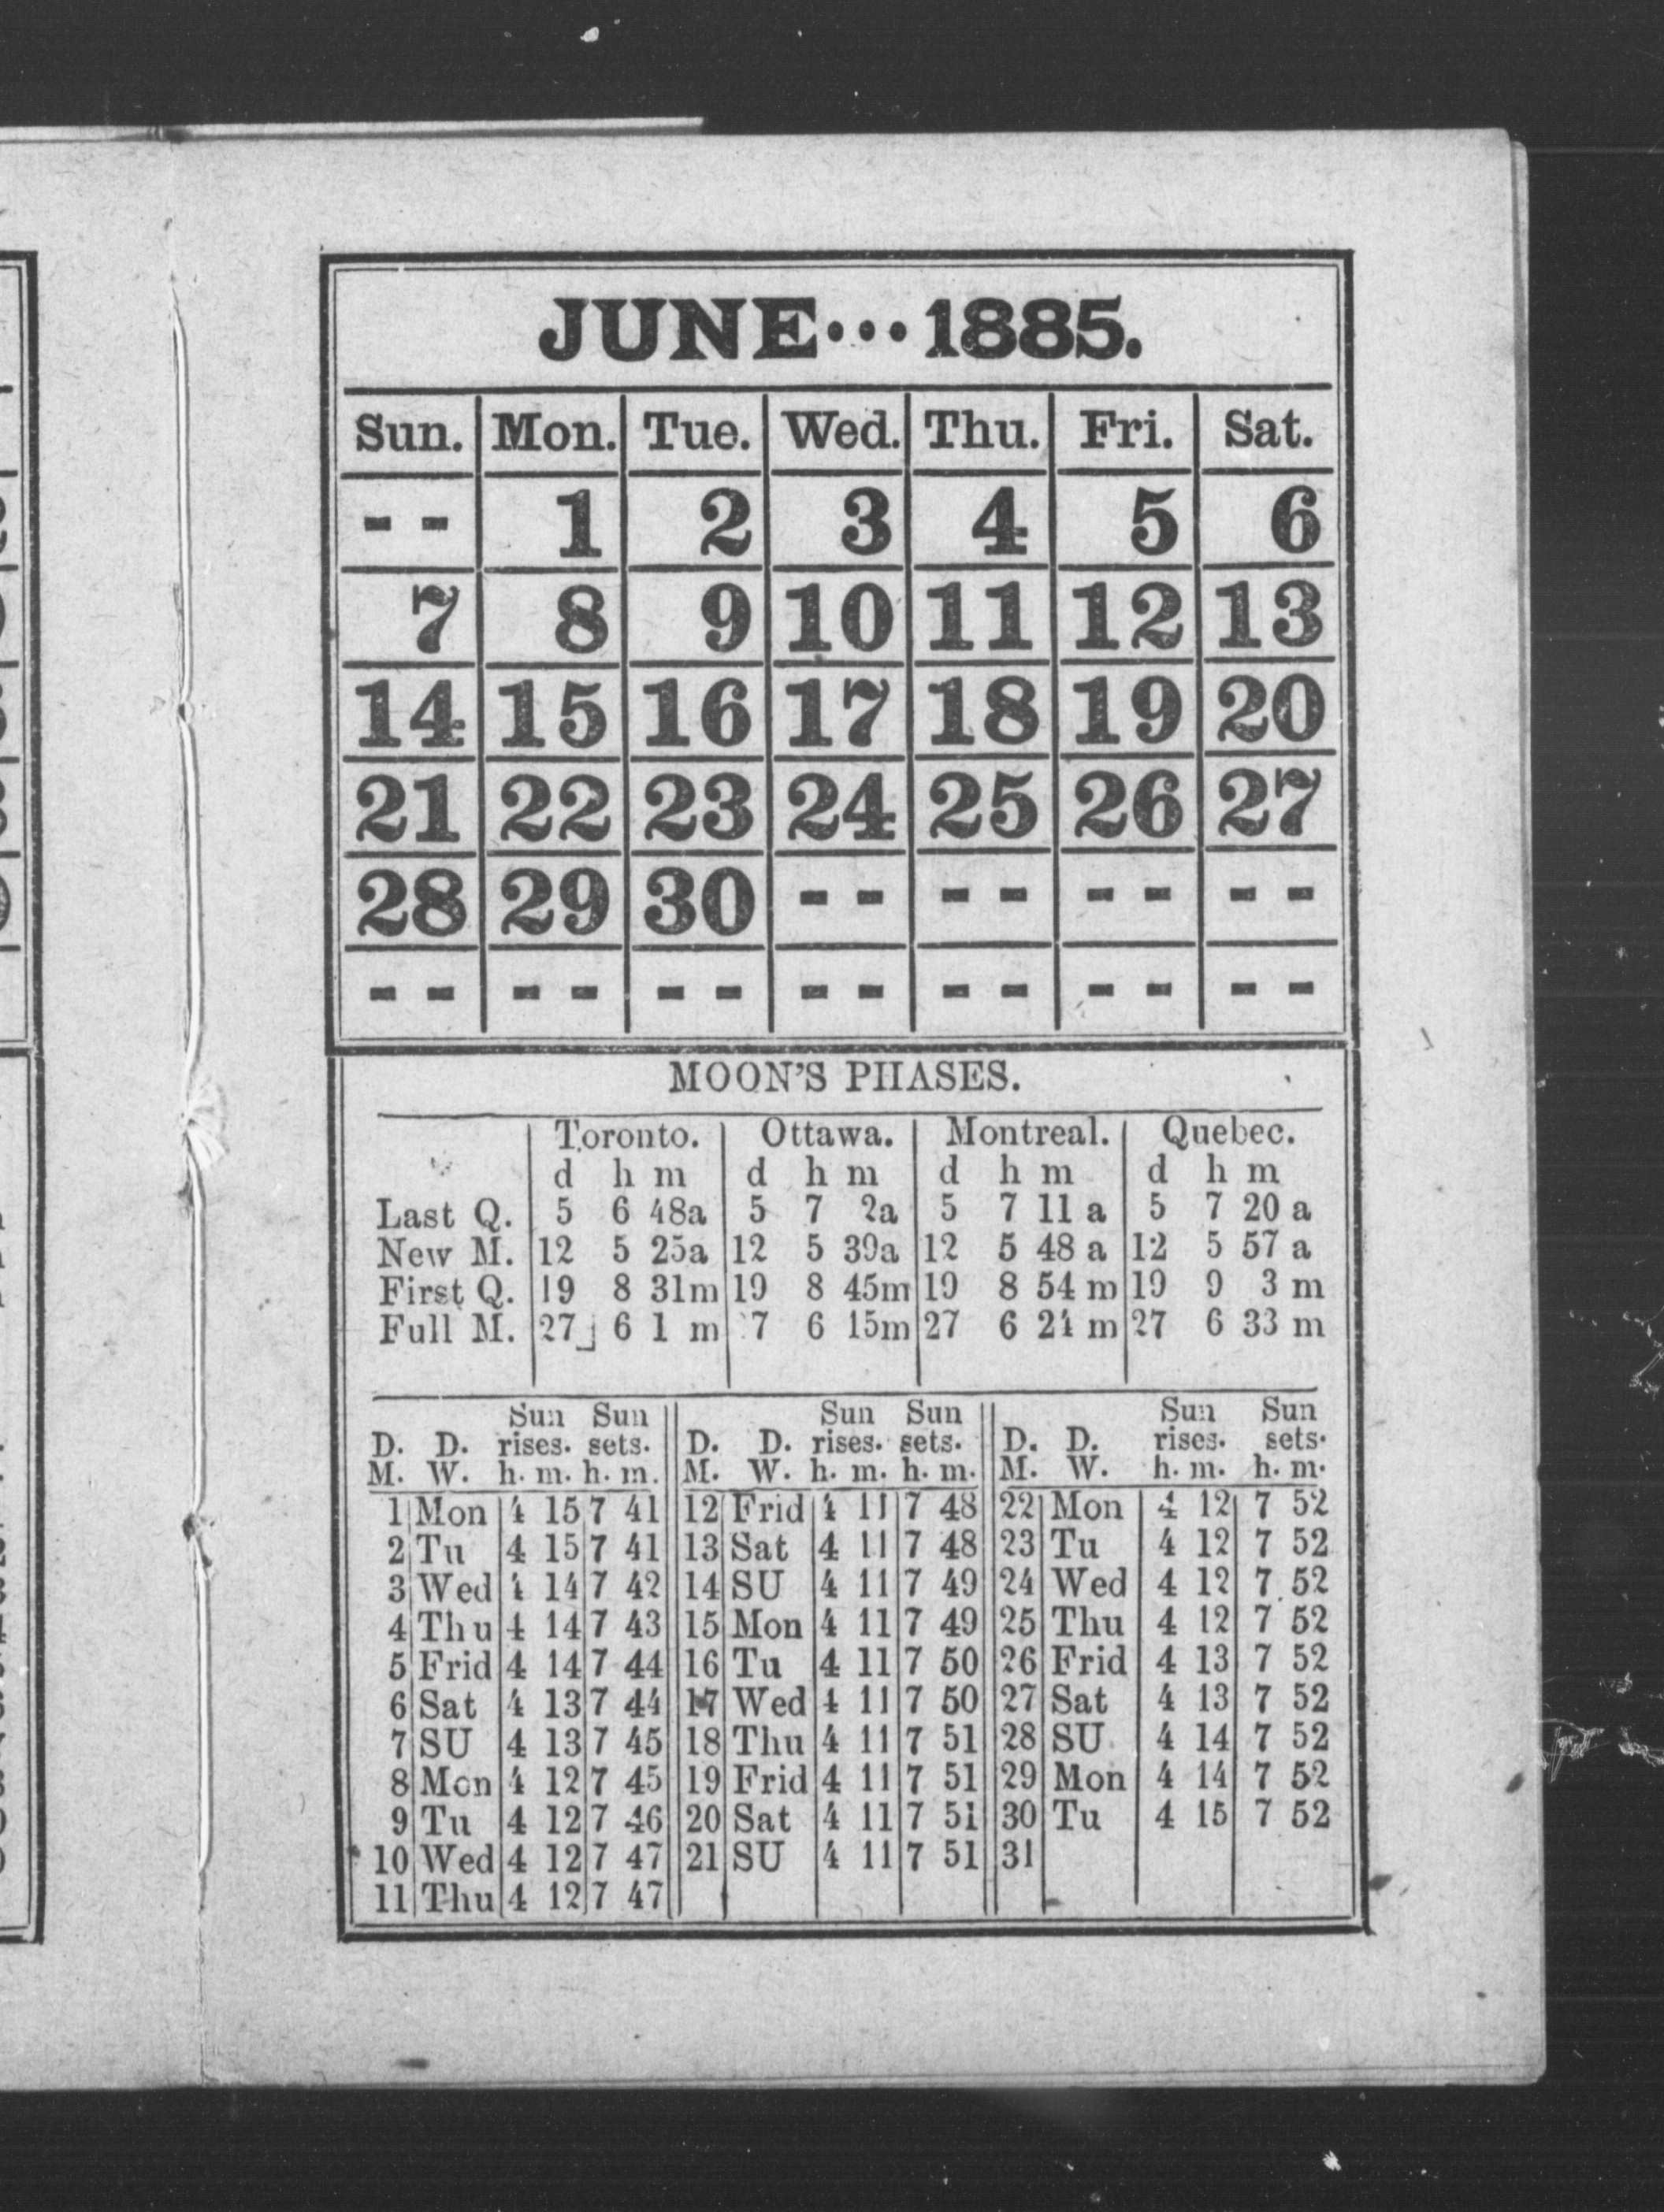 JUNE···1885.
Sun. Mon. Tue. Wed. Thu. Fri. Sat.
- - 1 2 3 4 5 6
7 8 9 10 11 12 13
14 15 16 17 18 19 20
21 22 23 24 25 26 27
28 29 30 - - - - - - - -
- - - - - - - - - - - - - -
MOON'S PHASES.
Toronto. Ottawa. Montreal. Quebec.
d h m d h m d h m d h m
Last Q. 5 6 48a 5 7 2a 5 7 11 a 5 7 20 a
New M. 12 5 25a 12 5 39a 12 5 48 a 12 5 57 a
First Q. 19 8 31m 19 8 45m 19 8 54 m 19 9 3 m
Full M. 27 6 1 m 7 6 15m 27 6 24 m 27 6 33 m
Sun Sun Sun Sun Sun Sun
D. D. rises. sets. D. D. rises. sets. D. D. rises. sets.
M. W. h. m. h. m. M. W. h. m. h. m. M. W. h. m. h. m.
1 Mon 4 15 7 41 12 Frid 4 11 7 48 22 Mon 4 12 7 52
2 Tu 4 15 7 41 13 Sat 4 11 7 48 23 Tu 4 12 7 52
3 Wed 4 14 7 42 14 SU 4 11 7 49 24 Wed 4 12 7 52
4 Thu 4 14 7 43 15 Mon 4 11 7 49 25 Thu 4 12 7 52
5 Frid 4 14 7 44 16 Tu 4 11 7 50 26 Frid 4 13 7 52
6 Sat 4 13 7 44 17 Wed 4 11 7 50 27 Sat 4 13 7 52
7 SU 4 13 7 45 18 Thu 4 11 7 51 28 SU 4 14 7 52
8 Mon 4 12 7 45 19 Frid 4 11 7 51 29 Mon 4 14 7 52
9 Tu 4 12 7 46 20 Sat 4 11 7 51 30 Tu 4 15 7 52
10 Wed 4 12 7 47 21 SU 4 11 7 51 31
11 Thu 4 12 7 47